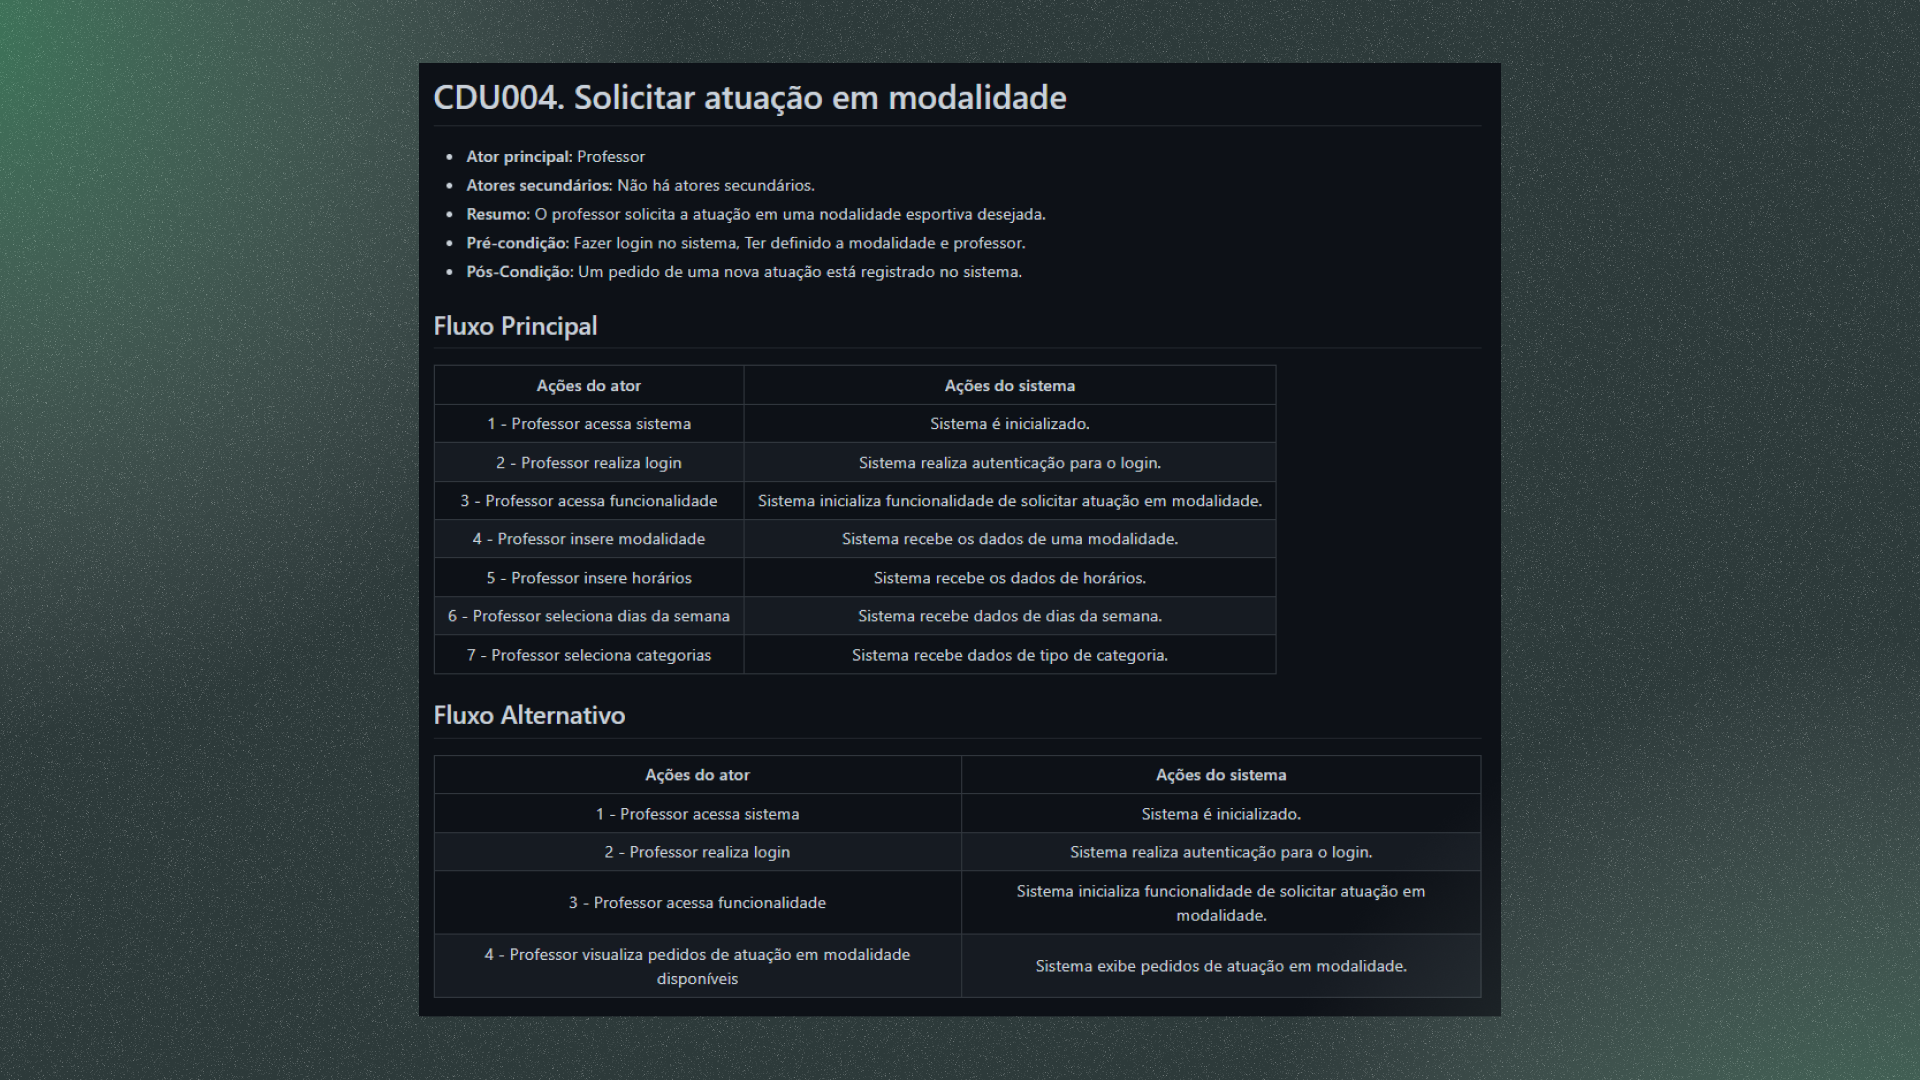 CDU004. Solicitar atuação em modalidade
Ator principal: Professor
Atores secundários: Não há atores secundários.
Resumo: O professor solicita a atuação em uma nodalidade esportiva desejada.
Pré-condição: Fazer login no sistema, Ter definido a modalidade e professor.
Pós-Condição: Um pedido de uma nova atuação está registrado no sistema.
Fluxo Principal
Ações do ator Ações do sistema
1 - Professor acessa sistema Sistema é inicializado.
2 - Professor realiza login Sistema realiza autenticação para o login.
3 - Professor acessa funcionalidade Sistema inicializa funcionalidade de solicitar atuação em modalidade.
4 - Professor insere modalidade Sistema recebe os dados de uma modalidade.
5 - Professor insere horários Sistema recebe os dados de horários.
6 - Professor seleciona dias da semana Sistema recebe dados de dias da semana.
7 - Professor seleciona categorias Sistema recebe dados de tipo de categoria.
Fluxo Alternativo
Ações do ator Ações do sistema
1 - Professor acessa sistema Sistema é inicializado.
2 - Professor realiza login Sistema realiza autenticação para o login.
3 - Professor acessa funcionalidade Sistema inicializa funcionalidade de solicitar atuação em
modalidade.
4 - Professor visualiza pedidos de atuação em modalidade
disponíveis Sistema exibe pedidos de atuação em modalidade.